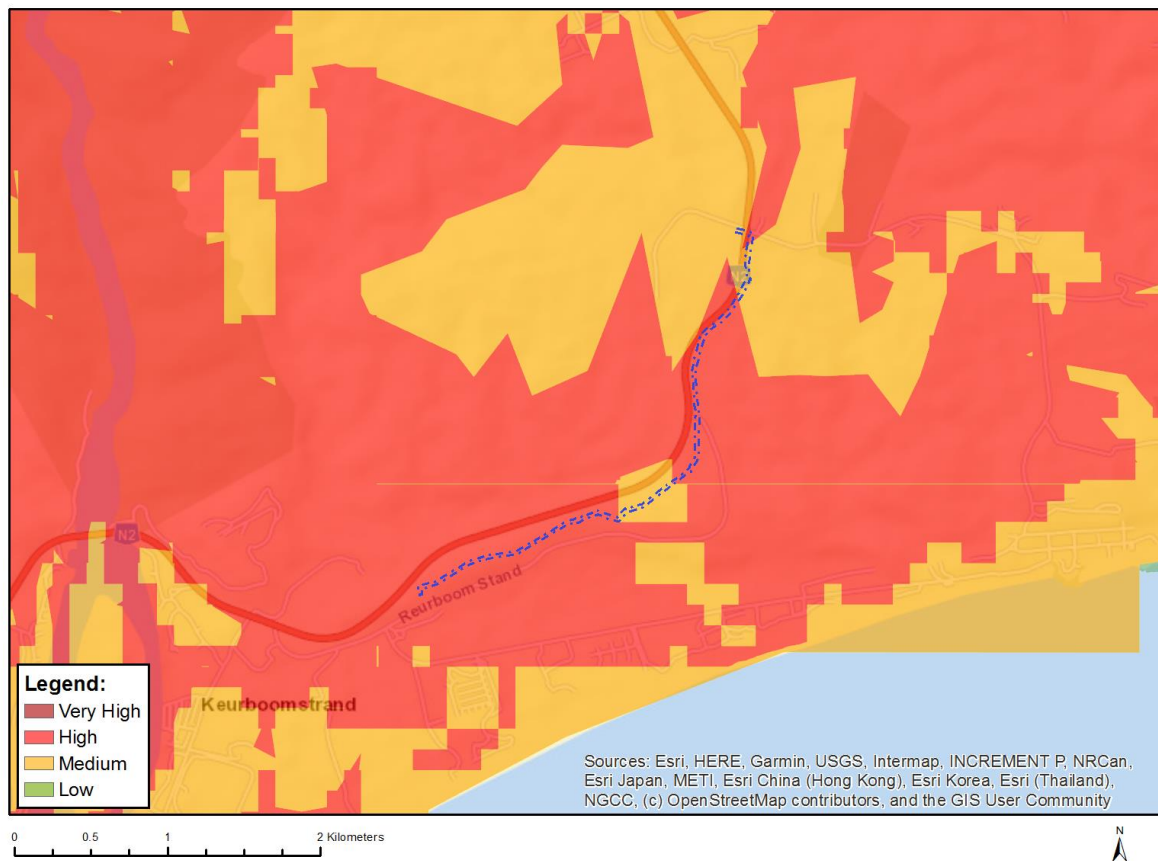 N2
N2
Reurboom Stand
Keurboomstrand
Legend:
Very High
High
Medium
Low
Sources: Esri, HERE, Garmin, USGS, Intermap, INCREMENT P, NRCan,
Esri Japan, METI, Esri China (Hong Kong), Esri Korea, Esri (Thailand),
NGCC, (c) OpenStreetMap contributors, and the GIS User Community
0 0.5 1 2 Kilometers
N